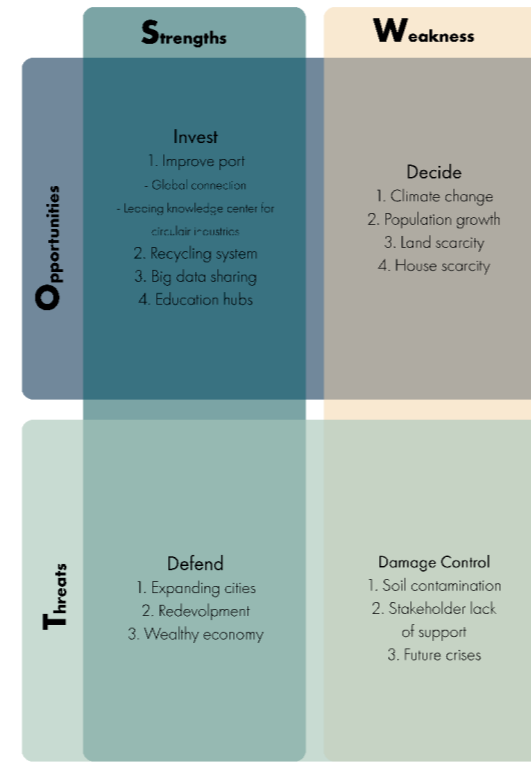 Strengths
Weakness
Opportunities
Invest
1. Improve port
- Global connection
- Leading knowledge center for
circulair industries
2. Recycling system
3. Big data sharing
4. Education hubs
Decide
1. Climate change
2. Population growth
3. Land scarcity
4. House scarcity
Threats
Defend
1. Expanding cities
2. Redevolpment
3. Wealthy economy
Damage Control
1. Soil contamination
2. Stakeholder lack
of support
3. Future crises